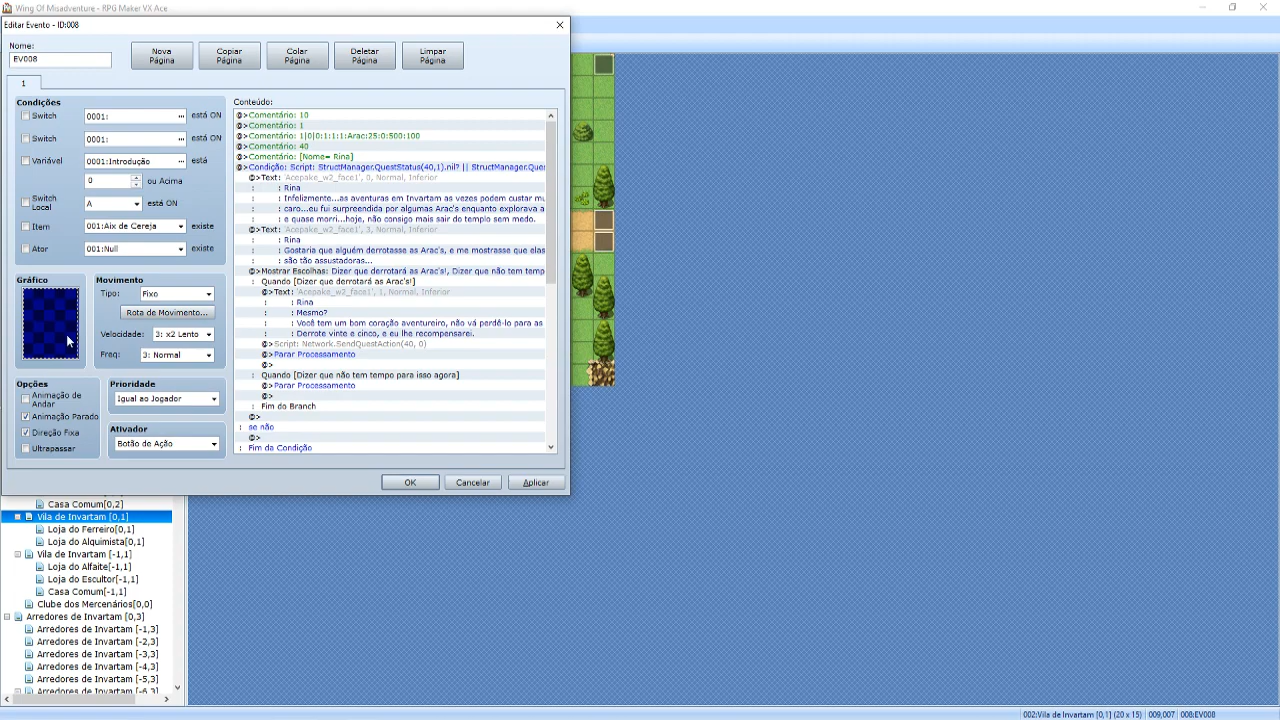 Wing Of Misadventure - RPG Maker VX Ace
Editar Evento - ID:008
Nome:
EV008
Nova Página
Copiar Página
Colar Página
Deletar Página
Limpar Página
1
Condições
Switch 0001: ... está ON
Switch 0001: ... está ON
Variável 0001:Introdução ... está
0 ou Acima
Switch Local A está ON
Item 001:Aix de Cereja existe
Ator 001:Null existe
Gráfico
Movimento
Tipo: Fixo
Rota de Movimento...
Velocidade: 3: x2 Lento
Freq: 3: Normal
Opções
Animação de Andar
Animação Parado
Direção Fixa
Ultrapassar
Prioridade
Igual ao Jogador
Ativador
Botão de Ação
Conteúdo:
@>Comentário: 10
@>Comentário: 1
@>Comentário: 1|0|0:1:1:1:Arac:25:0:500:100
@>Comentário: 40
@>Comentário: [Nome= Rina]
@>Condição: Script: StructManager.QuestStatus(40,1).nil? || StructManager.Ques
@>Text: 'Acepake_w2_face1', 0, Normal, Inferior
: : Rina
: : Infelizmente...as aventuras em Invartam as vezes podem custar mu
: : caro...eu fui surpreendida por algumas Arac's enquanto explorava a
: : e quase morri...hoje, não consigo mais sair do templo sem medo.
@>Text: 'Acepake_w2_face1', 3, Normal, Inferior
: : Rina
: : Gostaria que alguém derrotasse as Arac's, e me mostrasse que elas
: : são tão assustadoras...
@>Mostrar Escolhas: Dizer que derrotará as Arac's!, Dizer que não tem temp
: Quando [Dizer que derrotará as Arac's!]
@>Text: 'Acepake_w2_face1', 1, Normal, Inferior
: : Rina
: : Mesmo?
: : Você tem um bom coração aventureiro, não vá perdê-lo para as
: : Derrote vinte e cinco, e eu lhe recompensarei.
@>Script: Network.SendQuestAction(40, 0)
@>Parar Processamento
@>
: Quando [Dizer que não tem tempo para isso agora]
@>Parar Processamento
@>
: Fim do Branch
@>
: se não
@>
: Fim da Condição
OK
Cancelar
Aplicar
Casa Comum[0,2]
Vila de Invartam [0,1]
Loja do Ferreiro[0,1]
Loja do Alquimista[0,1]
Vila de Invartam [-1,1]
Loja do Alfaite[-1,1]
Loja do Escultor[-1,1]
Casa Comum[-1,1]
Clube dos Mercenários[0,0]
Arredores de Invartam [0,3]
Arredores de Invartam [-1,3]
Arredores de Invartam [-2,3]
Arredores de Invartam [-3,3]
Arredores de Invartam [-4,3]
Arredores de Invartam [-5,3]
Arredores de Invartam [-6,3]
002:Vila de Invartam [0,1] (20 x 15)
009,007
008:EV008